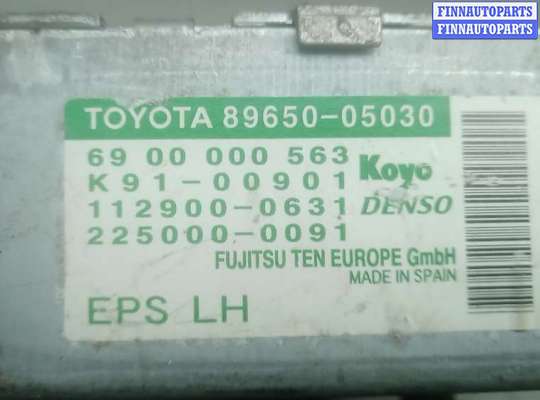 FINNAUTOPARTS
FINNAUTOPARTS
TOYOTA 89650-05030
69 00 000 563
K91-00901 Koyo
112900-0631 DENSO
225000-0091
FUJITSU TEN EUROPE GmbH
MADE IN SPAIN
EPS LH